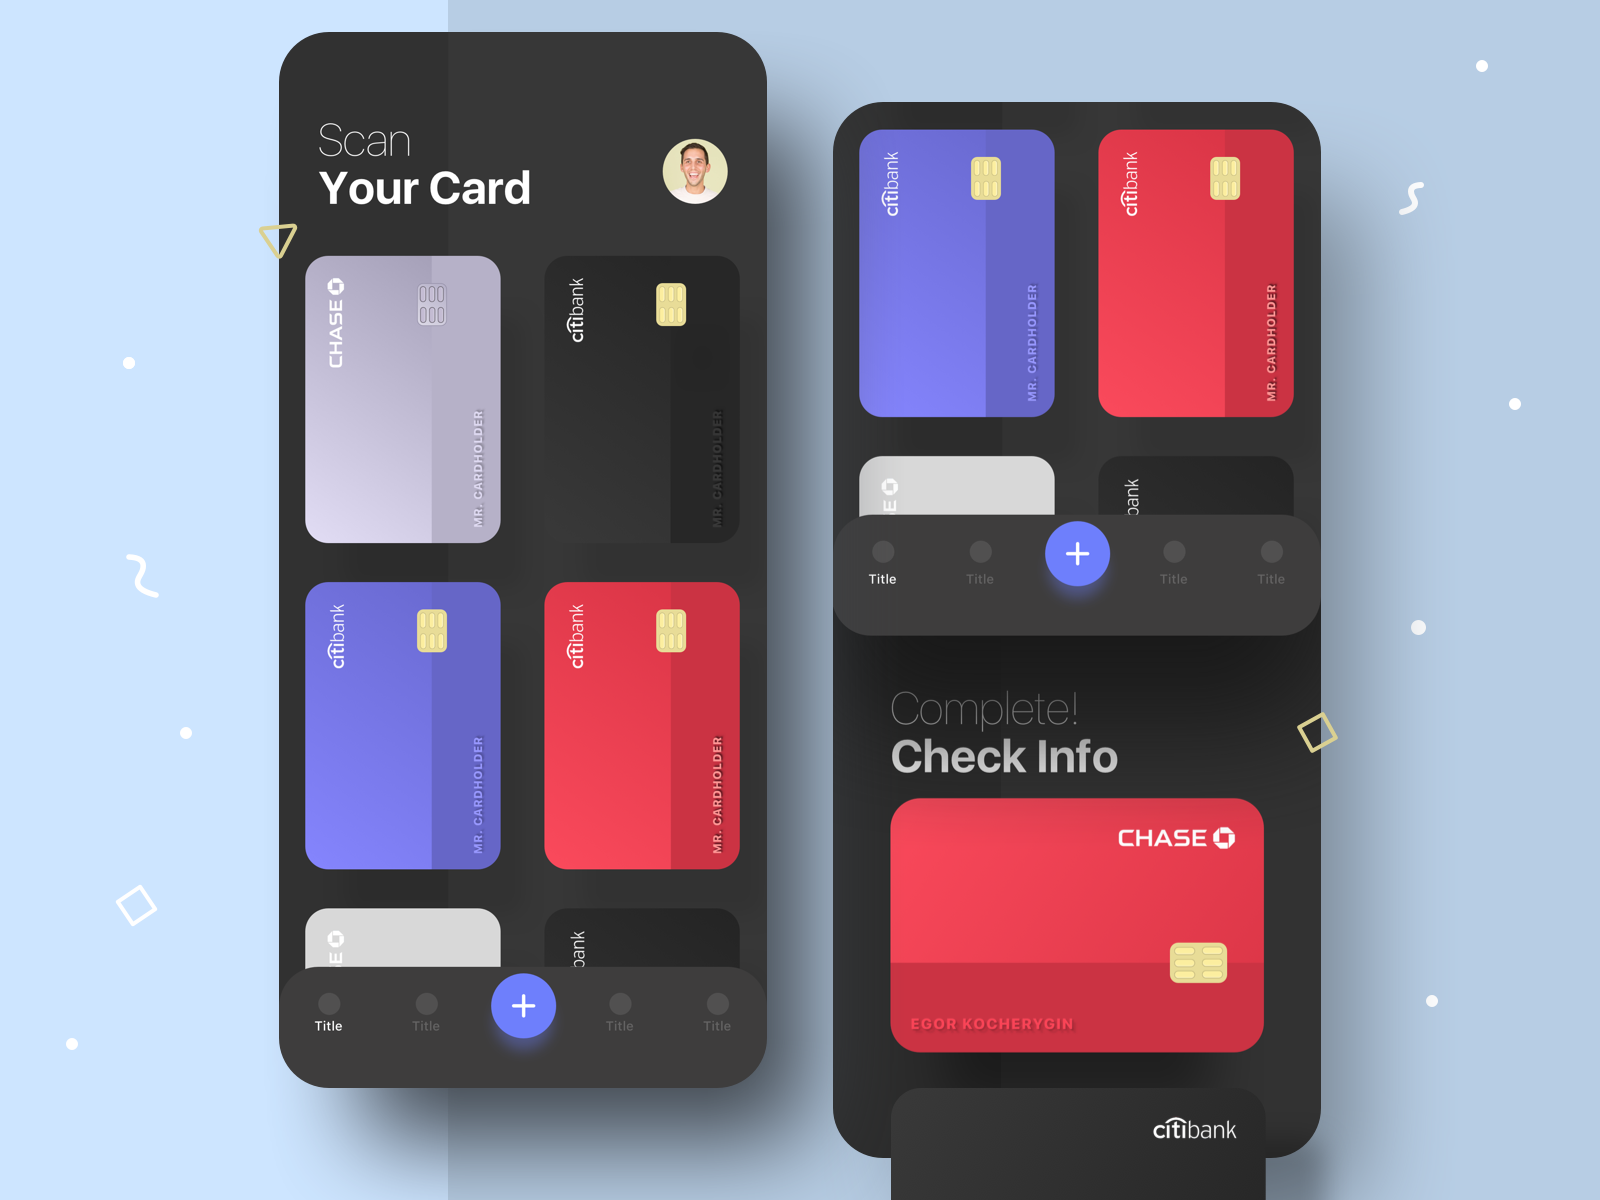 Scan
Your Card
CHASE
MR. CARDHOLDER
citibank
MR. CARDHOLDER
citibank
MR. CARDHOLDER
citibank
MR. CARDHOLDER
SE
bank
Title
Title
Title
Title
citibank
MR. CARDHOLDER
citibank
MR. CARDHOLDER
SE
bank
Title
Title
Title
Title
Complete!
Check Info
CHASE
EGOR KOCHERYGIN
citibank